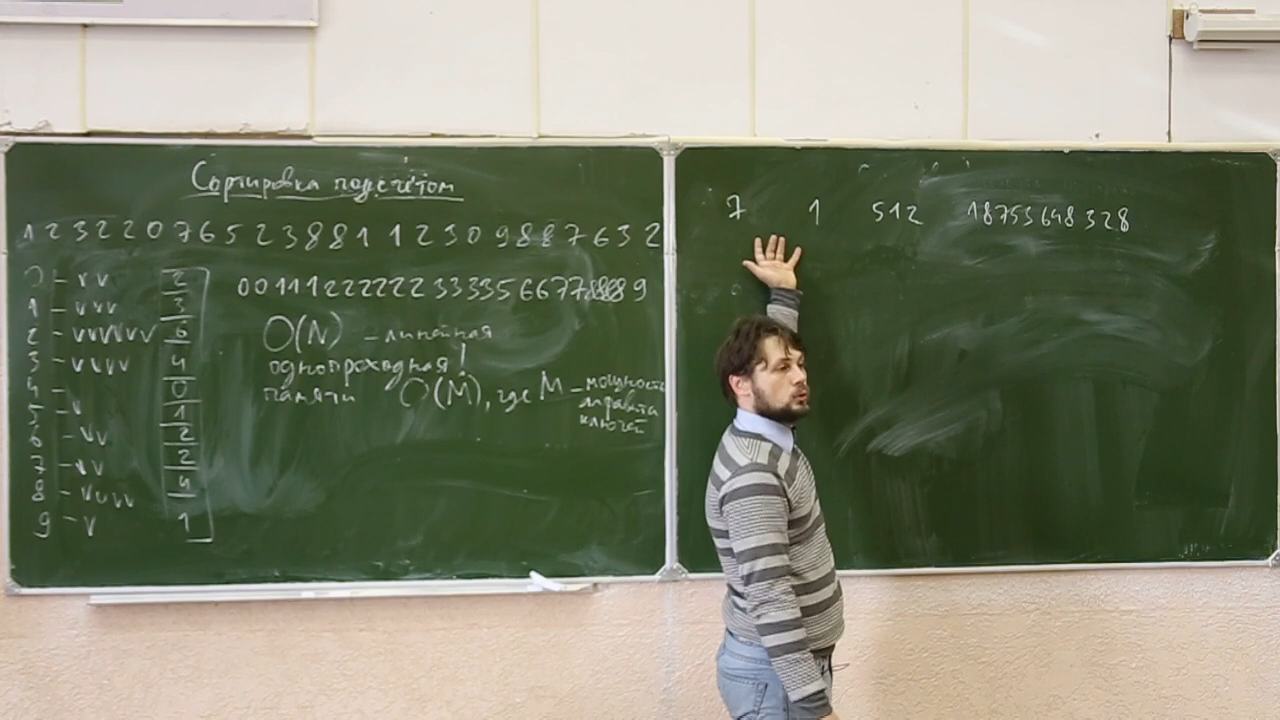 Сортировка подсчётом
1 2 3 2 2 0 7 6 5 2 3 8 8 1 1 2 3 0 9 8 8 7 6 3 2
0 - vv 2
1 - vvv 3
2 - vvvvvv 6
3 - vvvv 4
4 - 0
5 - v 1
6 - vv 2
7 - vv 2
8 - vvvv 4
9 - v 1
0 0 1 1 1 2 2 2 2 2 2 3 3 3 3 5 6 6 7 7 8 8 8 8 9
O(N) - линейная
однопроходная!
памяти O(M), где M - мощность
алфавита
ключей
7 1 512 18753648328